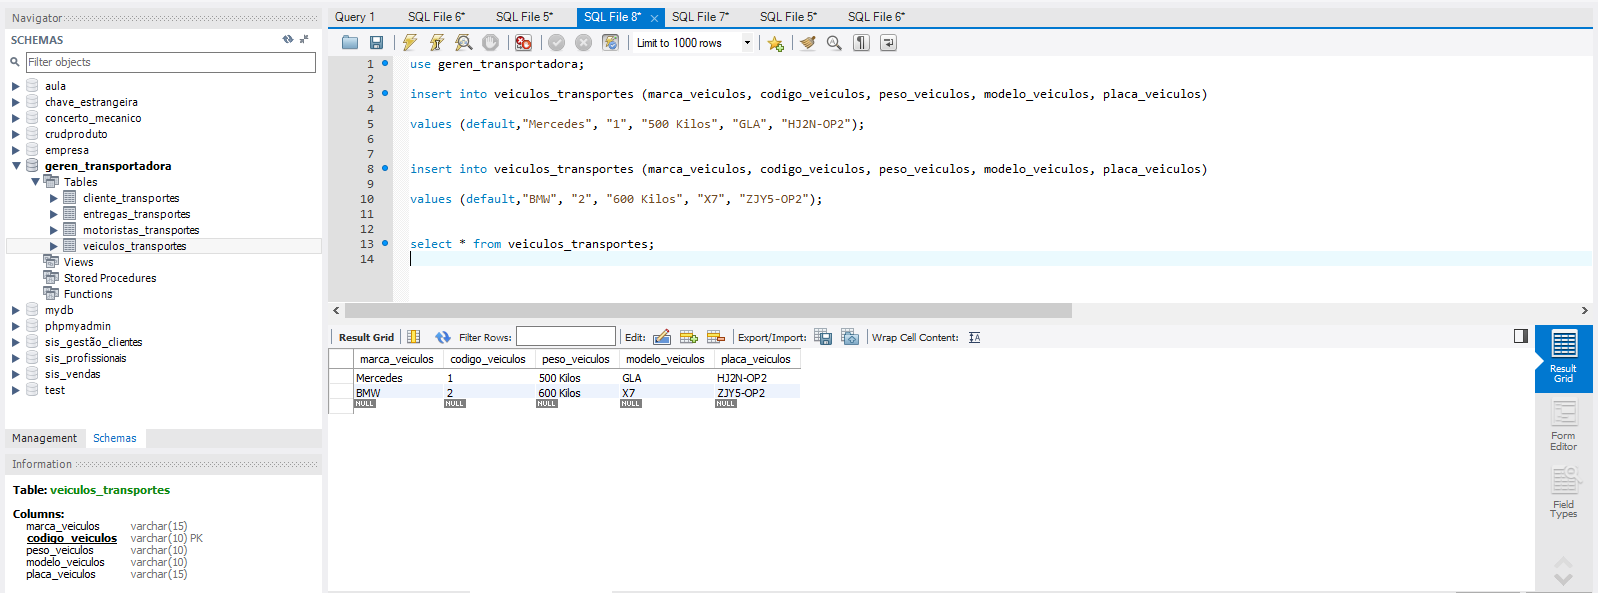 Navigator
SCHEMAS
Filter objects
aula
chave_estrangeira
concerto_mecanico
crudproduto
empresa
geren_transportadora
Tables
cliente_transportes
entregas_transportes
motoristas_transportes
veiculos_transportes
Views
Stored Procedures
Functions
mydb
phpmyadmin
sis_gestão_clientes
sis_profissionais
sis_vendas
test
Management Schemas
Information
Table: veiculos_transportes
Columns:
marca_veiculos varchar(15)
codigo_veiculos varchar(10) PK
peso_veiculos varchar(10)
modelo_veiculos varchar(10)
placa_veiculos varchar(15)
Query 1 SQL File 6* SQL File 5* SQL File 8* SQL File 7* SQL File 5* SQL File 6*
Limit to 1000 rows
1 use geren_transportadora;
2
3 insert into veiculos_transportes (marca_veiculos, codigo_veiculos, peso_veiculos, modelo_veiculos, placa_veiculos)
4
5 values (default,"Mercedes", "1", "500 Kilos", "GLA", "HJ2N-OP2");
6
7
8 insert into veiculos_transportes (marca_veiculos, codigo_veiculos, peso_veiculos, modelo_veiculos, placa_veiculos)
9
10 values (default,"BMW", "2", "600 Kilos", "X7", "ZJY5-OP2");
11
12
13 select * from veiculos_transportes;
14
Result Grid Filter Rows: Edit: Export/Import: Wrap Cell Content:
marca_veiculos codigo_veiculos peso_veiculos modelo_veiculos placa_veiculos
Mercedes 1 500 Kilos GLA HJ2N-OP2
BMW 2 600 Kilos X7 ZJY5-OP2
NULL NULL NULL NULL NULL
Result
Grid
Form
Editor
Field
Types